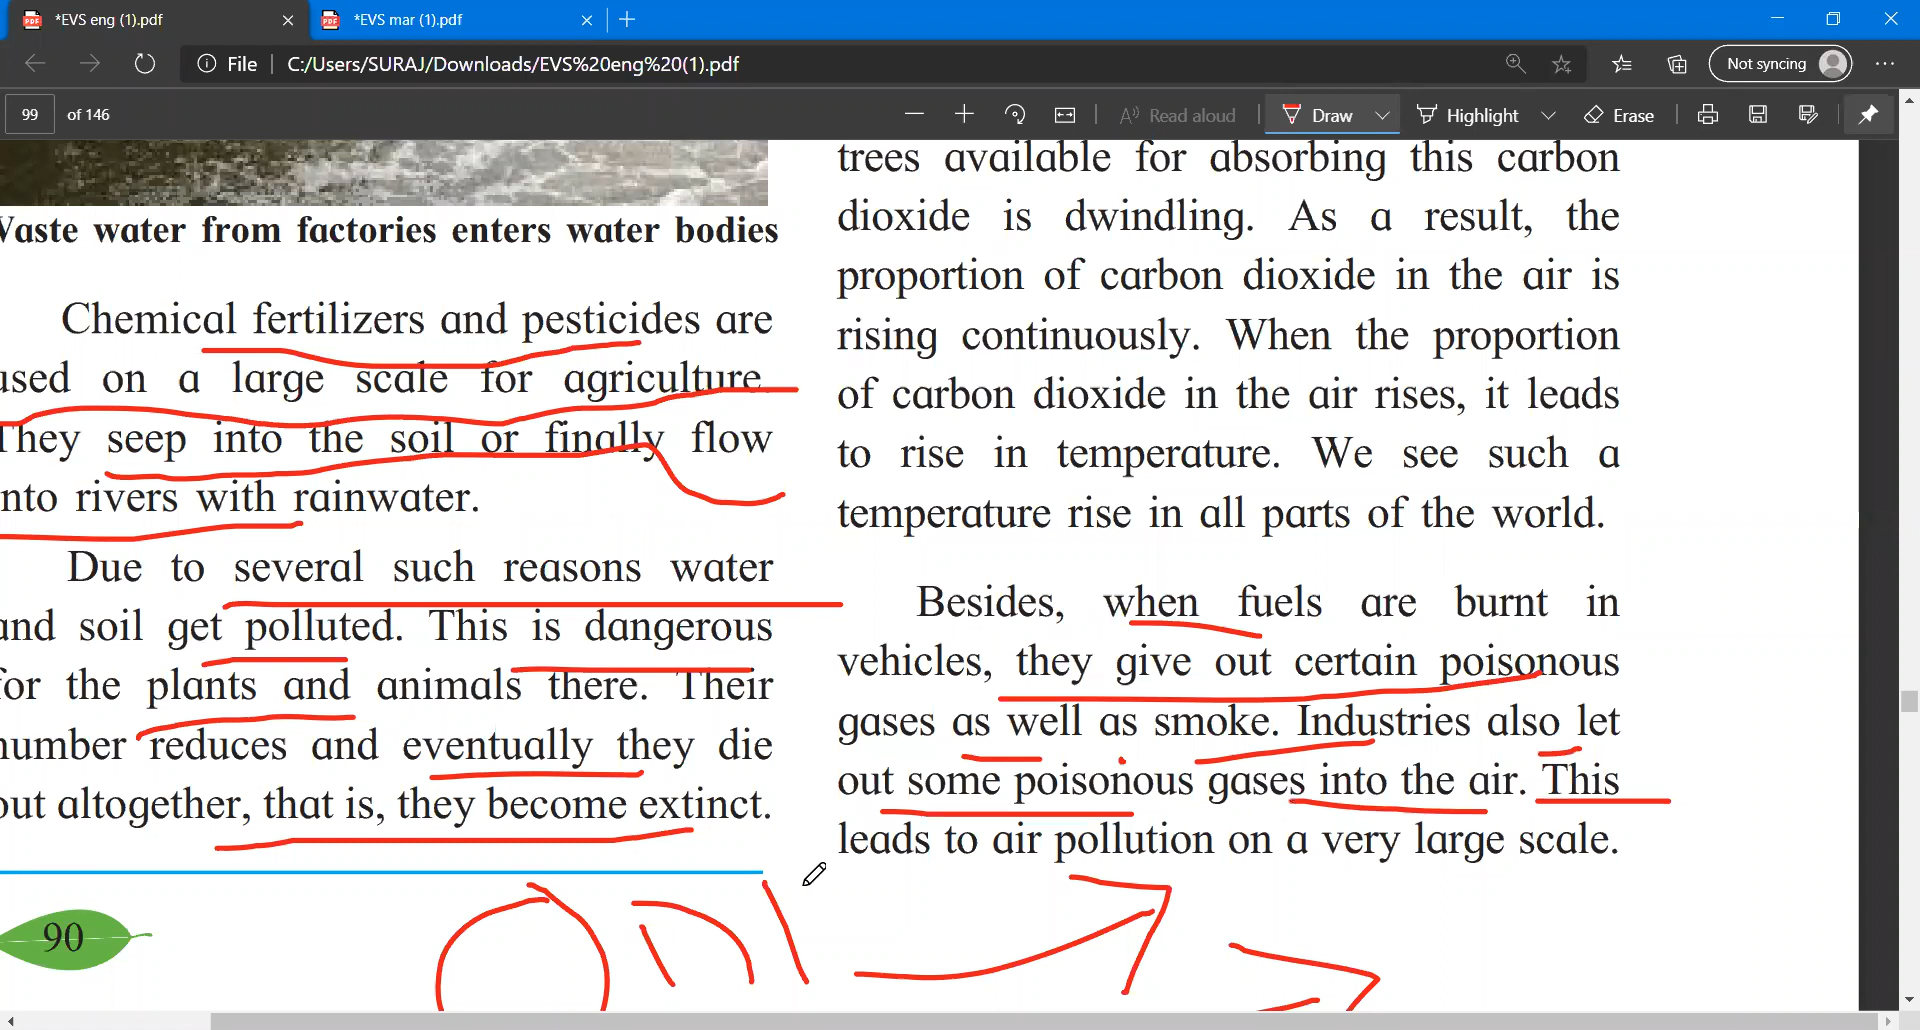 *EVS eng (1).pdf
*EVS mar (1).pdf
File
C:/Users/SURAJ/Downloads/EVS%20eng%20(1).pdf
Not syncing
99
of 146
Read aloud
Draw
Highlight
Erase
Waste water from factories enters water bodies
Chemical fertilizers and pesticides are
used on a large scale for agriculture.
They seep into the soil or finally flow
into rivers with rainwater.
Due to several such reasons water
and soil get polluted. This is dangerous
for the plants and animals there. Their
number reduces and eventually they die
out altogether, that is, they become extinct.
90
trees available for absorbing this carbon
dioxide is dwindling. As a result, the
proportion of carbon dioxide in the air is
rising continuously. When the proportion
of carbon dioxide in the air rises, it leads
to rise in temperature. We see such a
temperature rise in all parts of the world.
Besides, when fuels are burnt in
vehicles, they give out certain poisonous
gases as well as smoke. Industries also let
out some poisonous gases into the air. This
leads to air pollution on a very large scale.